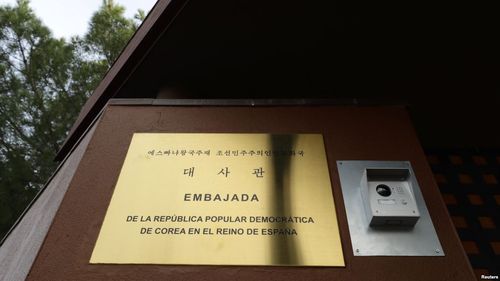 에스빠냐왕국주재 조선민주주의인민공화국
대 사 관
EMBAJADA
DE LA REPÚBLICA POPULAR DEMOCRÁTICA
DE COREA EN EL REINO DE ESPAÑA
Reuters